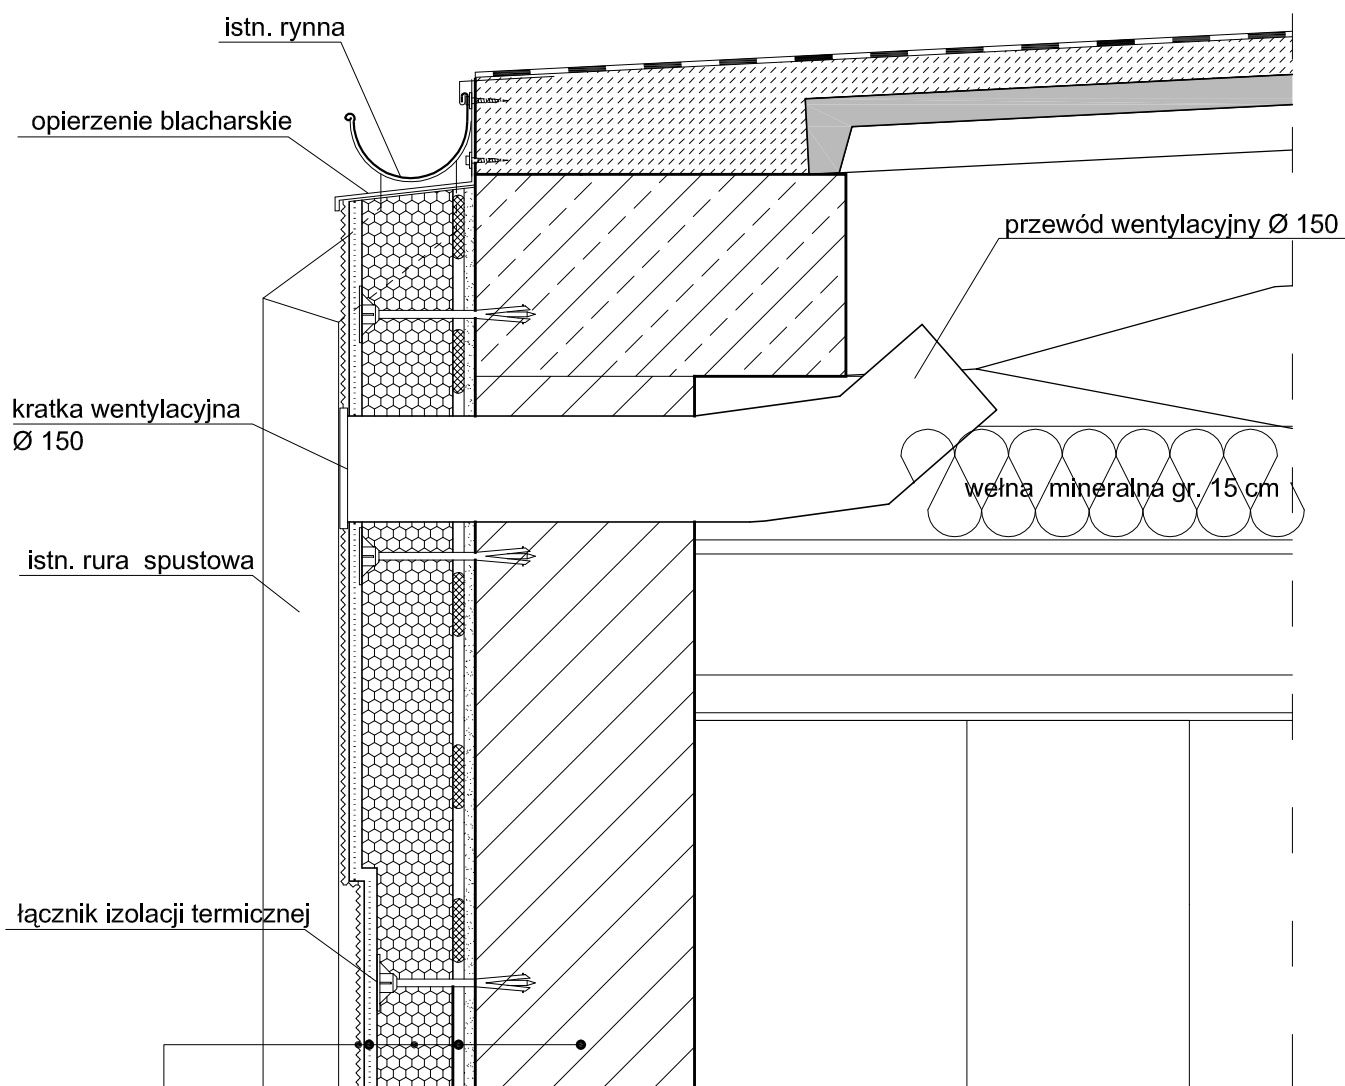 istn. rynna
opierzenie blacharskie
przewód wentylacyjny Ø 150
kratka wentylacyjna
Ø 150
wełna mineralna gr. 15 cm
istn. rura spustowa
łącznik izolacji termicznej